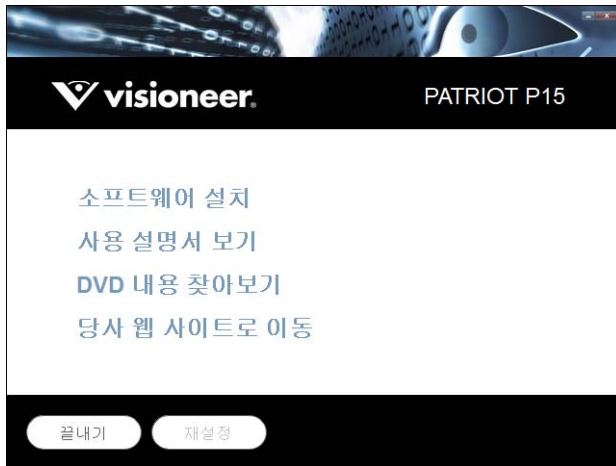 visioneer®
PATRIOT P15
소프트웨어 설치
사용 설명서 보기
DVD 내용 찾아보기
당사 웹 사이트로 이동
끝내기
재설정